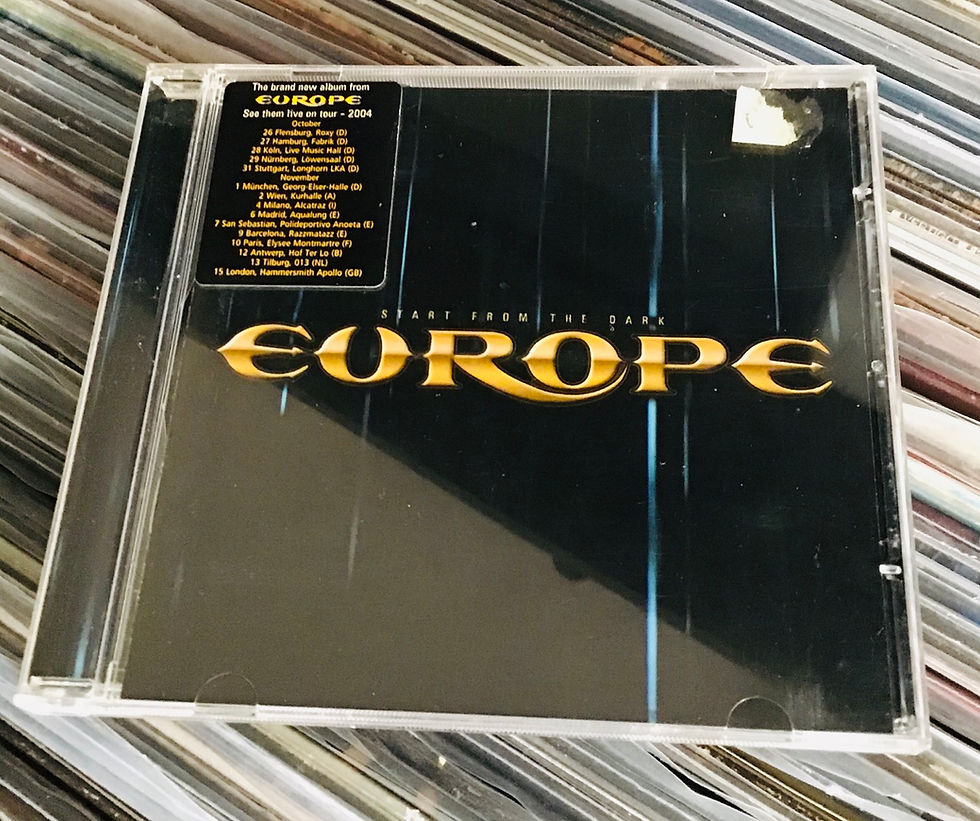 The brand new album from
EUROPE
See them live on tour - 2004
October
26 Flensburg, Roxy (D)
27 Hamburg, Fabrik (D)
28 Köln, Live Music Hall (D)
29 Nürnberg, Löwensaal (D)
31 Stuttgart, Longhorn LKA (D)
November
1 München, Georg-Elser-Halle (D)
2 Wien, Kurhalle (A)
4 Milano, Alcatraz (I)
6 Madrid, Aqualung (E)
7 San Sebastian, Polideportivo Anoeta (E)
9 Barcelona, Razzmatazz (E)
10 Paris, Elysee Montmartre (F)
12 Antwerp, Hof Ter Lo (B)
13 Tilburg, 013 (NL)
15 London, Hammersmith Apollo (GB)
START FROM THE DARK
EUROPE